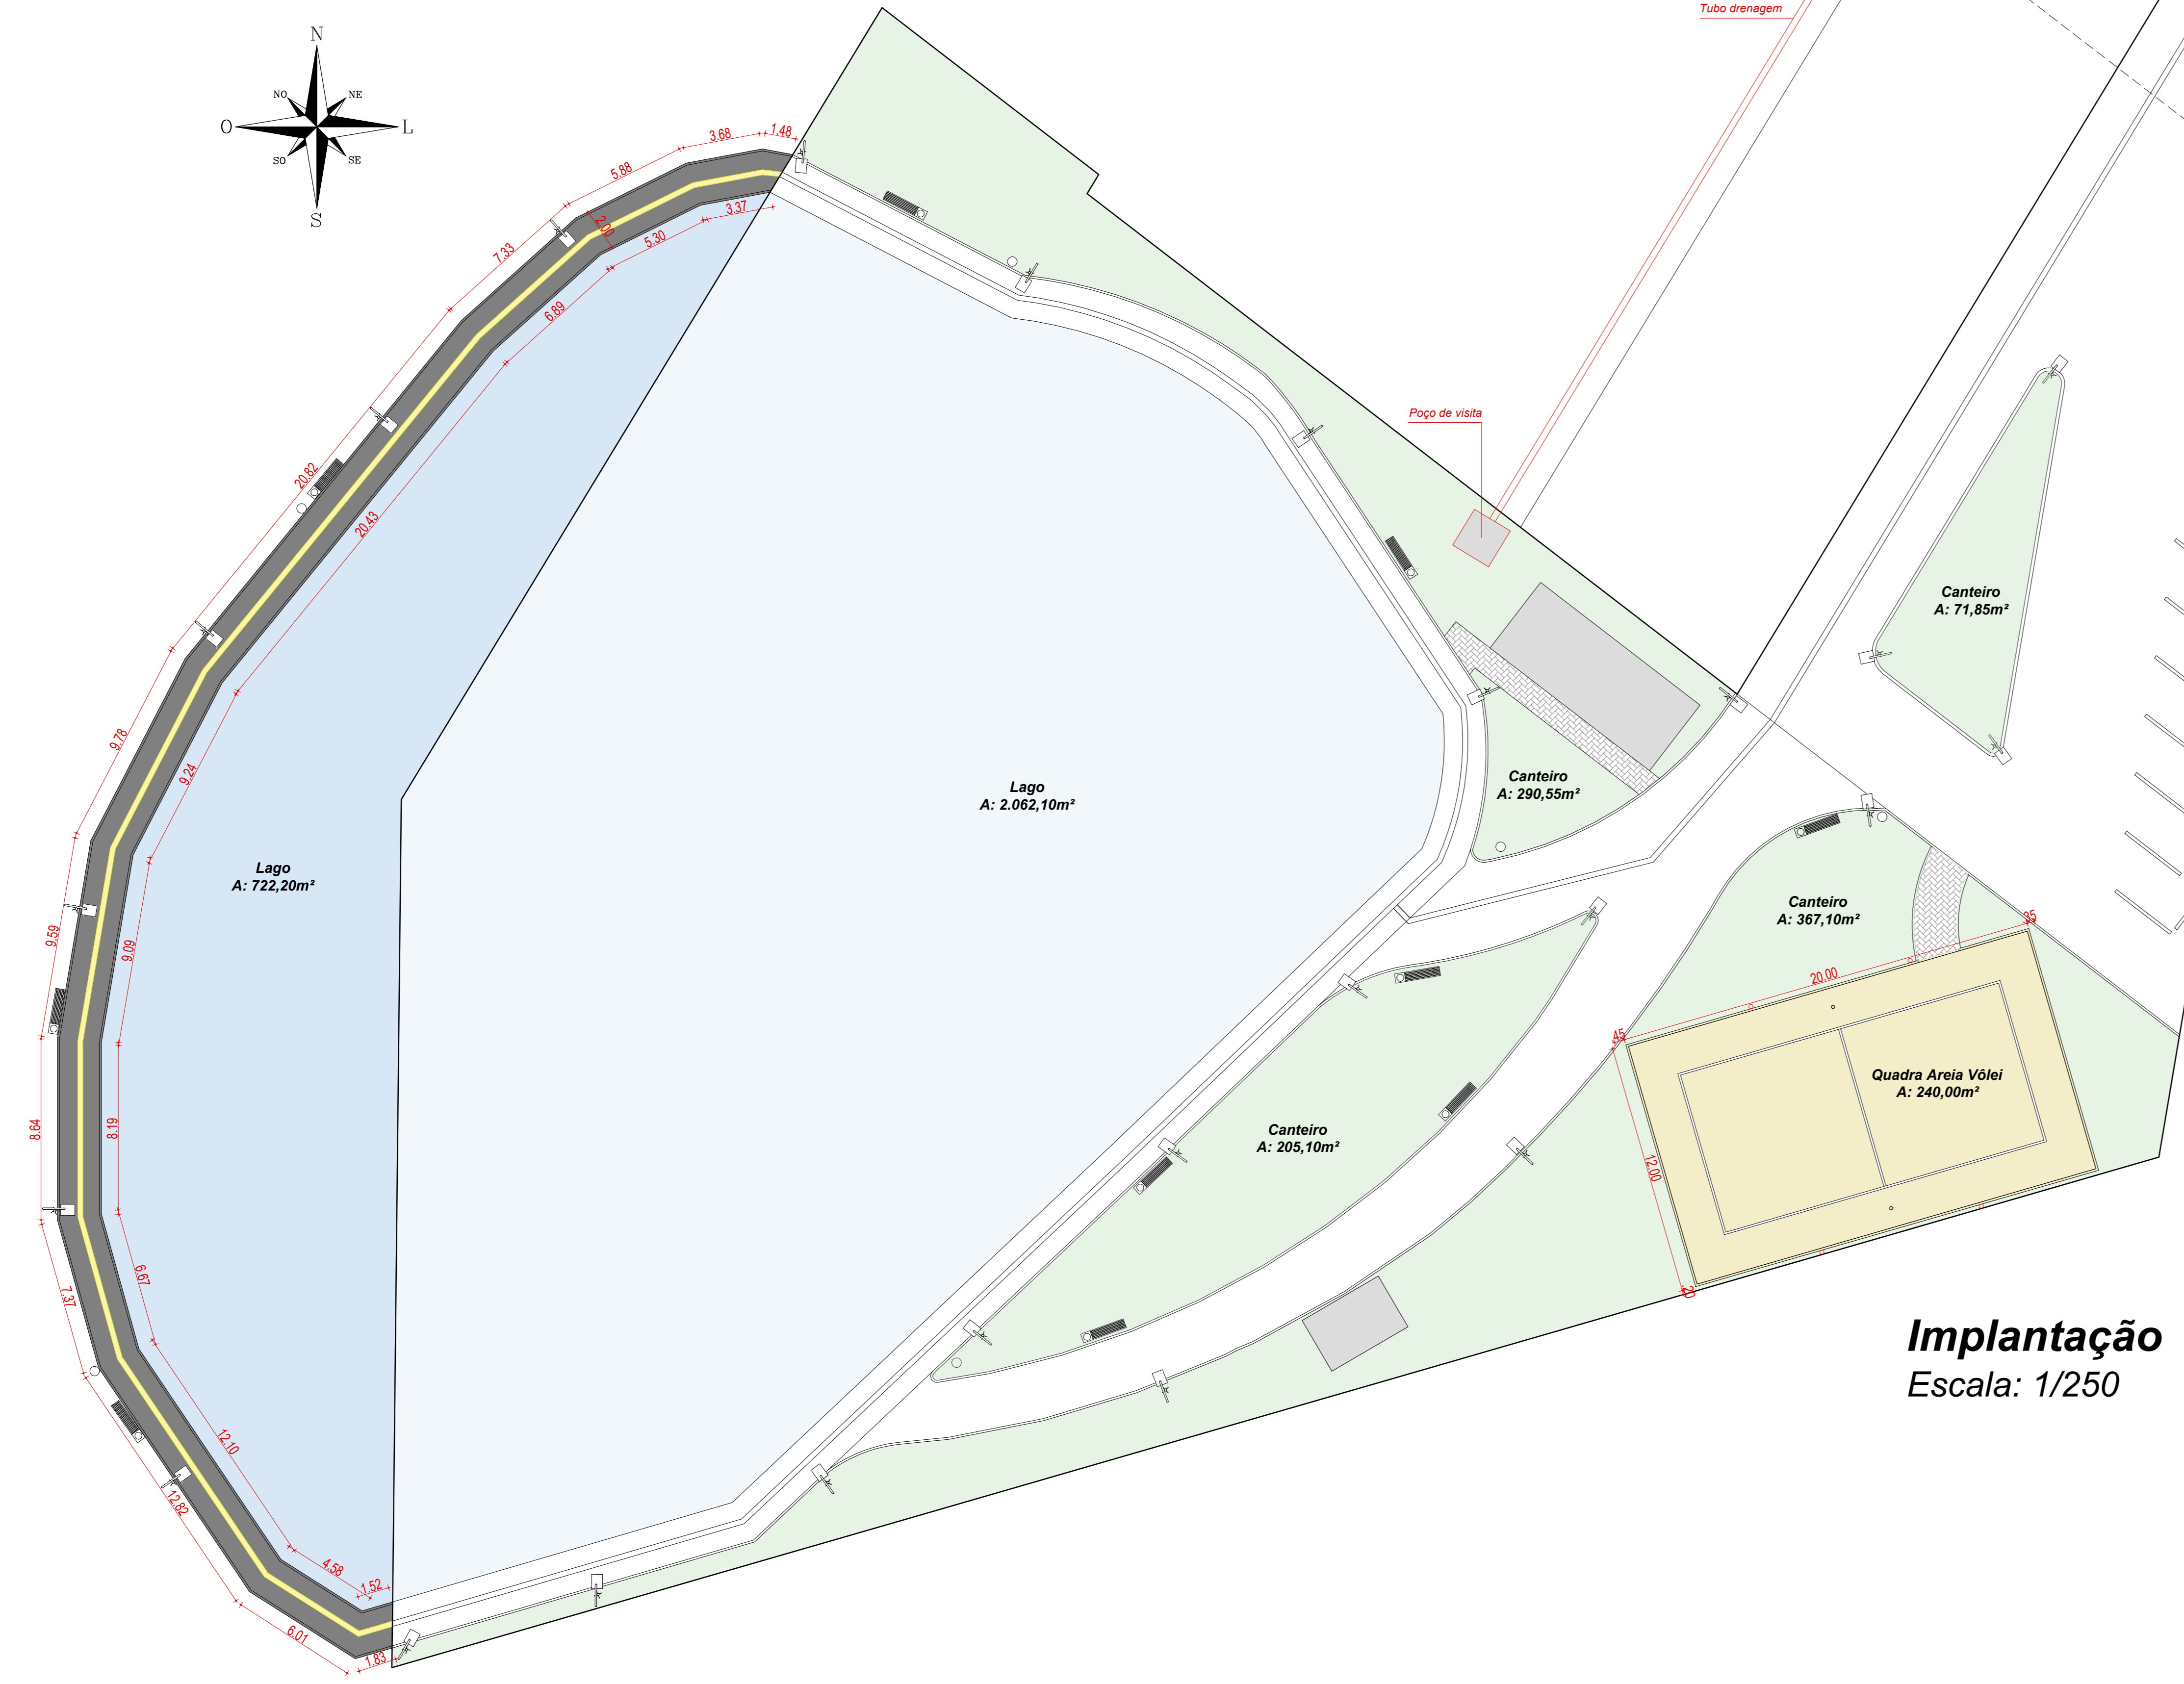 Tubo drenagem
N
NO
NE
O
L
SO
SE
S
3.68
1.48
5.88
2.00
3.37
5.30
7.33
6.89
Poço de visita
20.82
20.43
Canteiro
A: 71,85m²
9.78
9.24
Canteiro
A: 290,55m²
Lago
A: 2.062,10m²
Lago
A: 722,20m²
Canteiro
A: 367,10m²
9.59
9.09
.35
20.00
.45
Quadra Areia Vôlei
A: 240,00m²
8.64
8.19
Canteiro
A: 205,10m²
12.00
6.67
7.37
.20
Implantação
Escala: 1/250
12.10
12.82
4.58
1.52
6.01
1.83